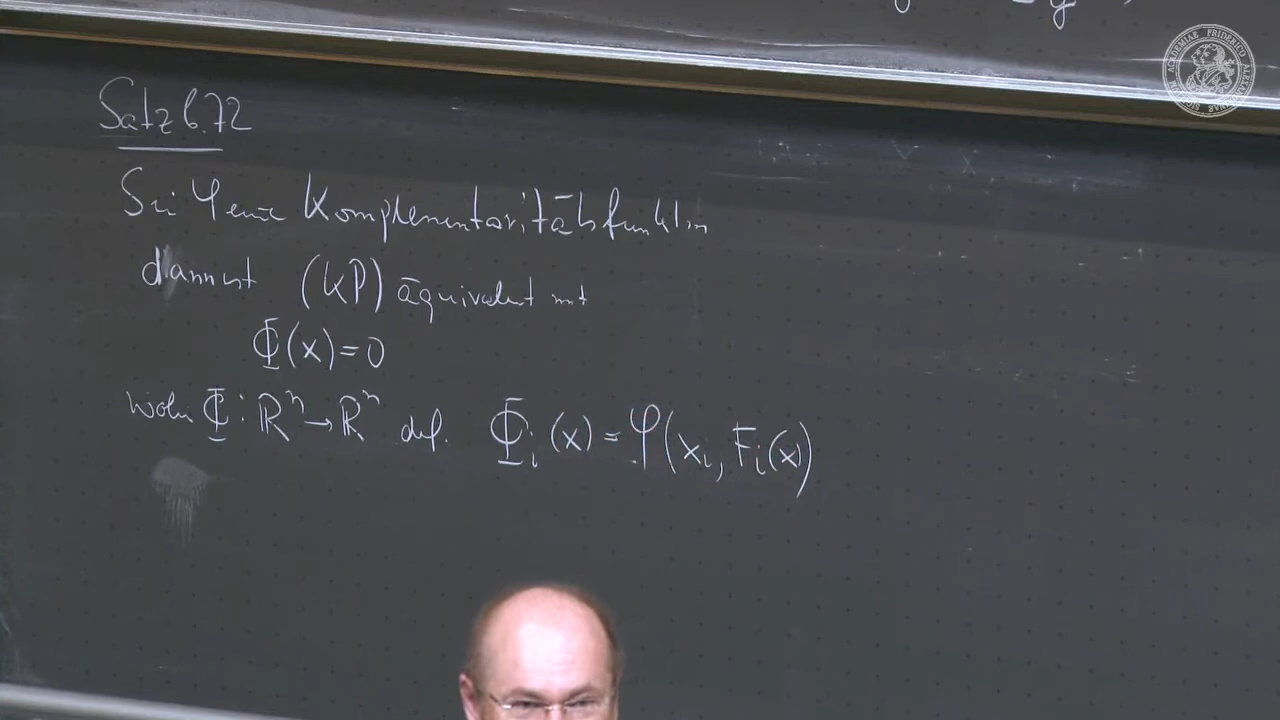 Satz 6.72
Sei φ eine Komplementaritätsfunktion
dann ist (KP) äquivalent mit
Φ(x)=0
wobei Φ: ℝⁿ → ℝⁿ def. Φᵢ(x) = φ(xᵢ, Fᵢ(x))